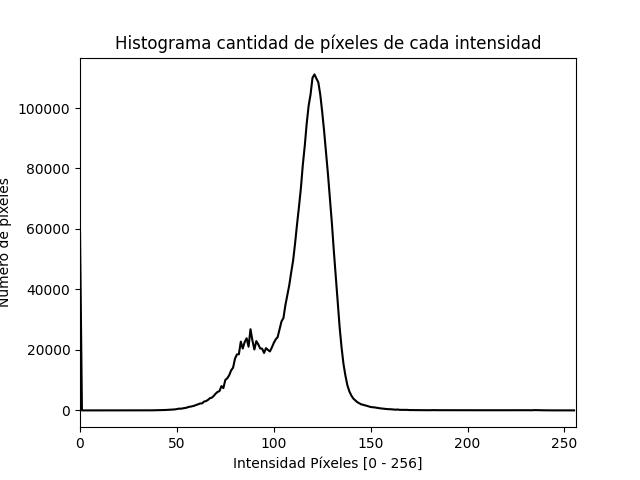 Histograma cantidad de píxeles de cada intensidad
Número de píxeles
100000
80000
60000
40000
20000
0
0 50 100 150 200 250
Intensidad Píxeles [0 - 256]